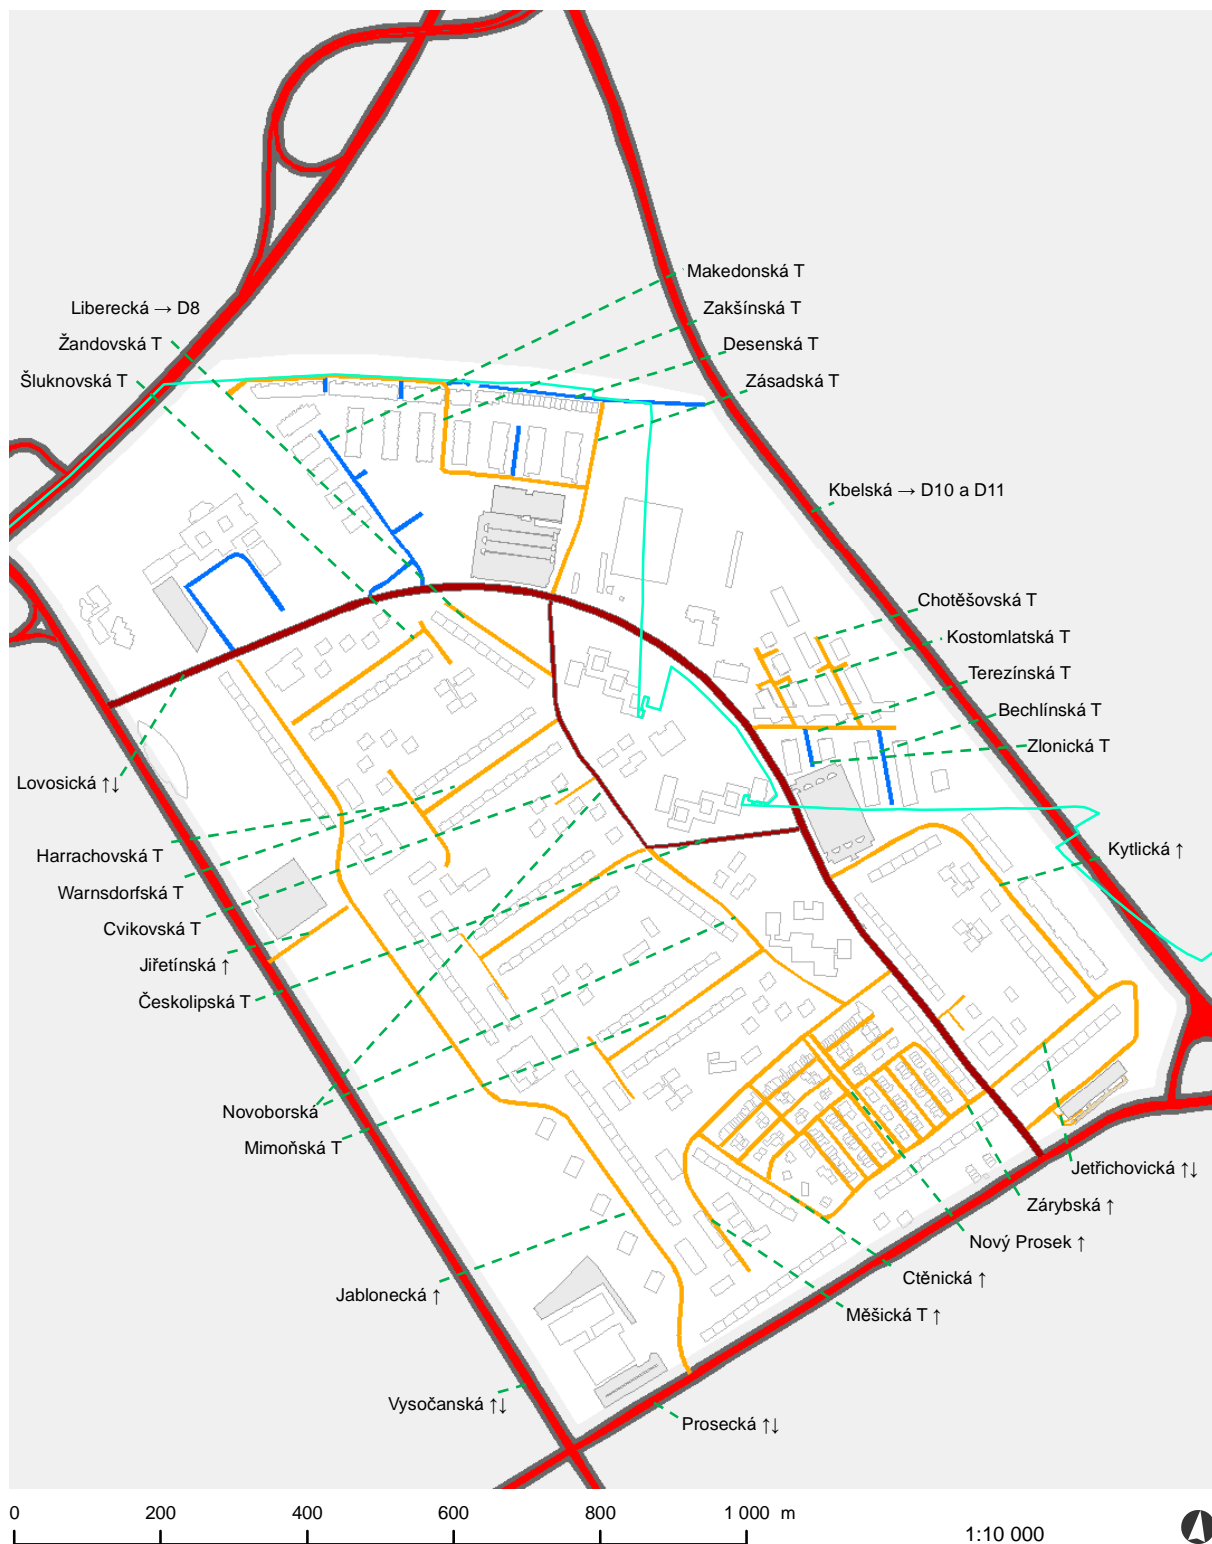 Makedonská T
Liberecká → D8
Zakšínská T
Žandovská T
Desenská T
Šluknovská T
Zásadská T
Kbelská → D10 a D11
Chotěšovská T
Kostomlatská T
Terezínská T
Bechlínská T
Zlonická T
Lovosická ↑↓
Harrachovská T
Kytlická ↑
Warnsdorfská T
Cvikovská T
Jiřetínská ↑
Českolipská T
Novoborská
Mimoňská T
Jetřichovická ↑↓
Zárybská ↑
Nový Prosek ↑
Ctěnická ↑
Jablonecká ↑
Měšická T ↑
Vysočanská ↑↓
Prosecká ↑↓
0 200 400 600 800 1 000 m
1:10 000